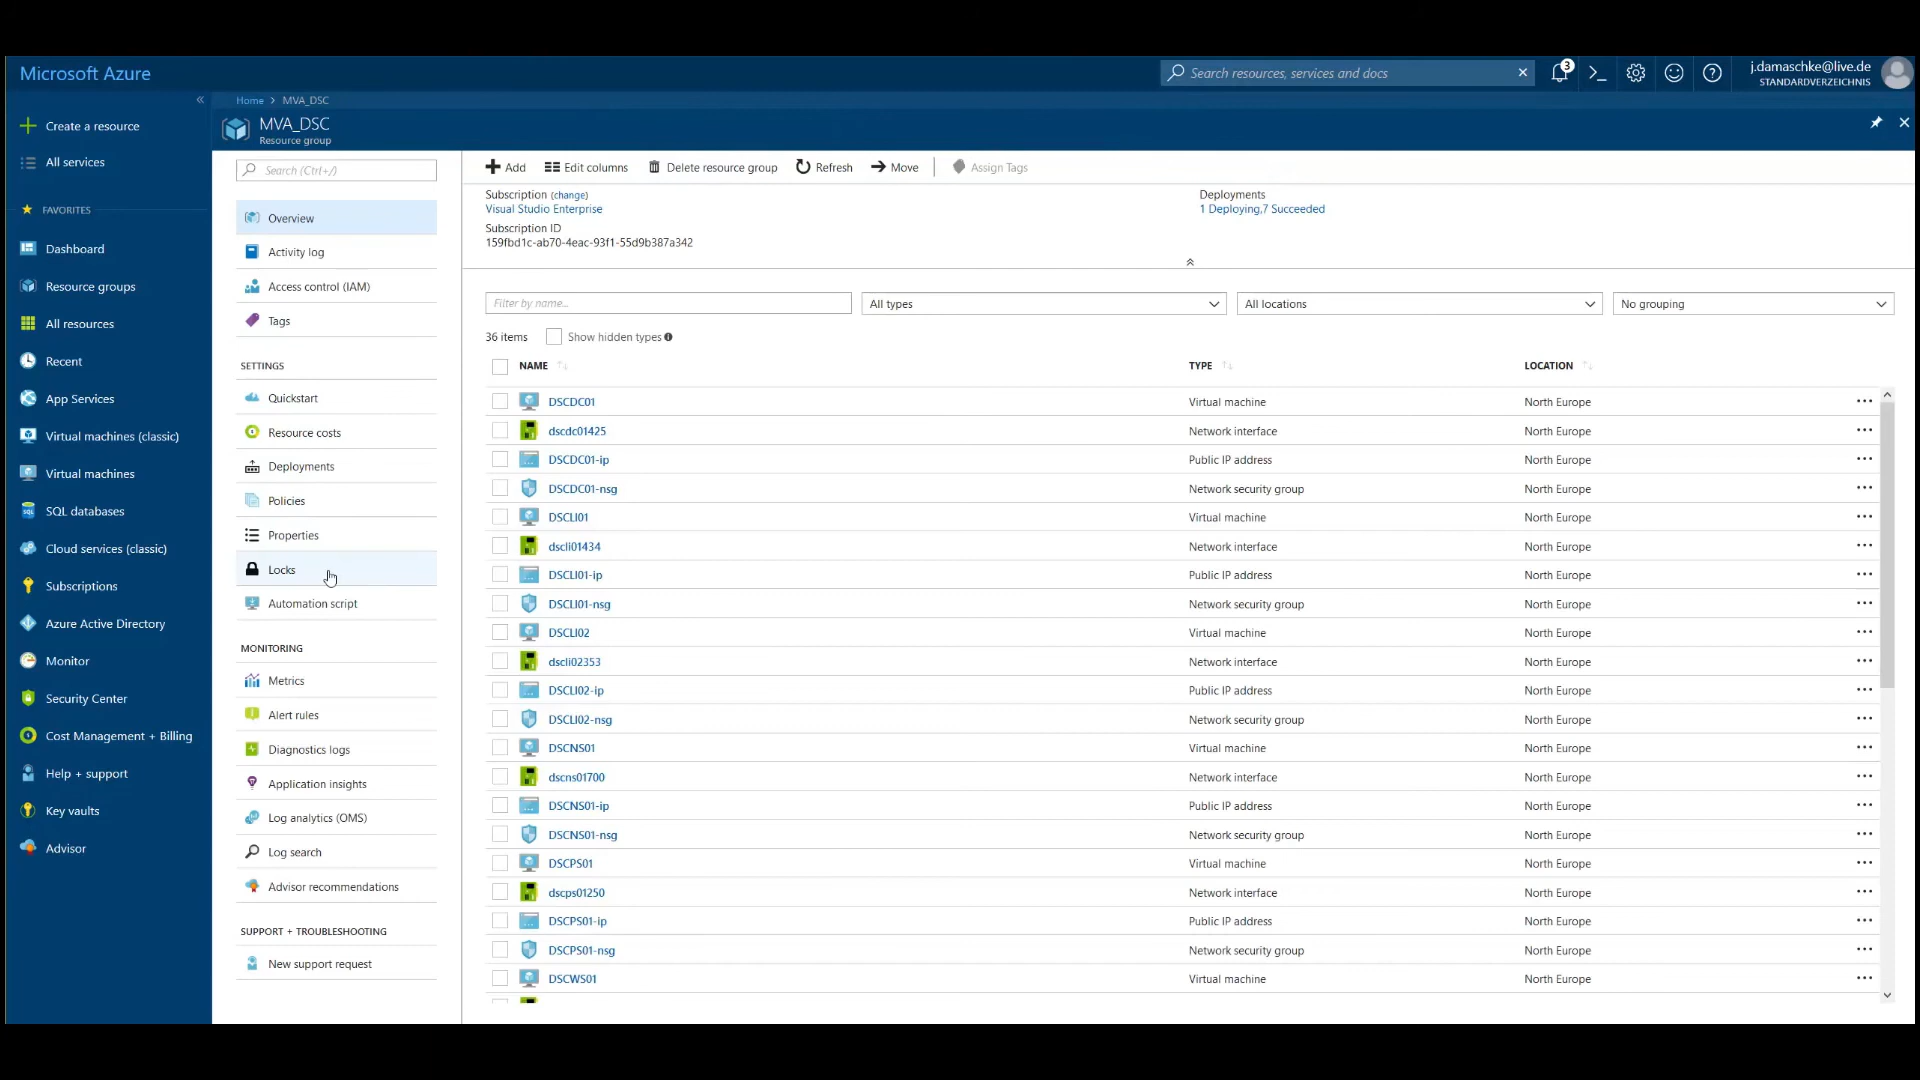 Microsoft Azure
Search resources, services and docs
3
j.damaschke@live.de
STANDARDVERZEICHNIS
Home > MVA_DSC
MVA_DSC
Resource group
Create a resource
All services
FAVORITES
Dashboard
Resource groups
All resources
Recent
App Services
Virtual machines (classic)
Virtual machines
SQL databases
Cloud services (classic)
Subscriptions
Azure Active Directory
Monitor
Security Center
Cost Management + Billing
Help + support
Key vaults
Advisor
Search (Ctrl+/)
Overview
Activity log
Access control (IAM)
Tags
SETTINGS
Quickstart
Resource costs
Deployments
Policies
Properties
Locks
Automation script
MONITORING
Metrics
Alert rules
Diagnostics logs
Application insights
Log analytics (OMS)
Log search
Advisor recommendations
SUPPORT + TROUBLESHOOTING
New support request
Add Edit columns Delete resource group Refresh Move Assign Tags
Subscription (change)
Visual Studio Enterprise
Subscription ID
159fbd1c-ab70-4eac-93f1-55d9b387a342
Deployments
1 Deploying,7 Succeeded
Filter by name... All types All locations No grouping
36 items Show hidden types
NAME TYPE LOCATION
DSCDC01 Virtual machine North Europe
dscdc01425 Network interface North Europe
DSCDC01-ip Public IP address North Europe
DSCDC01-nsg Network security group North Europe
DSCLI01 Virtual machine North Europe
dscli01434 Network interface North Europe
DSCLI01-ip Public IP address North Europe
DSCLI01-nsg Network security group North Europe
DSCLI02 Virtual machine North Europe
dscli02353 Network interface North Europe
DSCLI02-ip Public IP address North Europe
DSCLI02-nsg Network security group North Europe
DSCNS01 Virtual machine North Europe
dscns01700 Network interface North Europe
DSCNS01-ip Public IP address North Europe
DSCNS01-nsg Network security group North Europe
DSCPS01 Virtual machine North Europe
dscps01250 Network interface North Europe
DSCPS01-ip Public IP address North Europe
DSCPS01-nsg Network security group North Europe
DSCWS01 Virtual machine North Europe